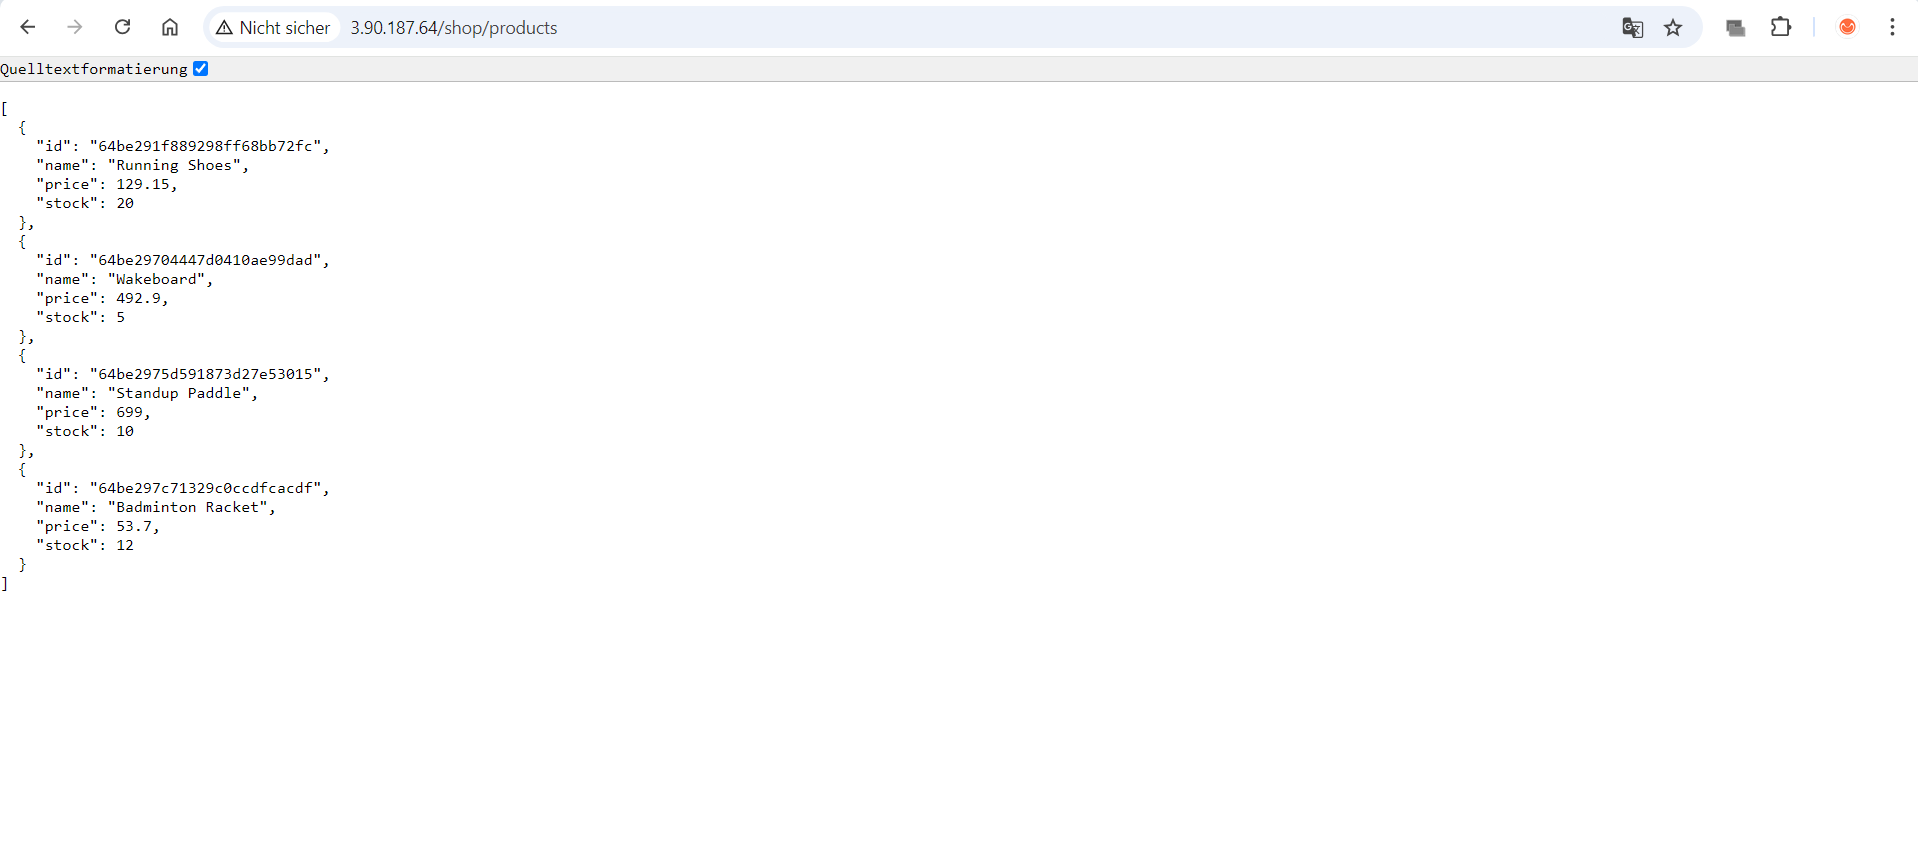 Nicht sicher 3.90.187.64/shop/products
Quelltextformatierung
[
  {
    "id": "64be291f889298ff68bb72fc",
    "name": "Running Shoes",
    "price": 129.15,
    "stock": 20
  },
  {
    "id": "64be29704447d0410ae99dad",
    "name": "Wakeboard",
    "price": 492.9,
    "stock": 5
  },
  {
    "id": "64be2975d591873d27e53015",
    "name": "Standup Paddle",
    "price": 699,
    "stock": 10
  },
  {
    "id": "64be297c71329c0ccdfcacdf",
    "name": "Badminton Racket",
    "price": 53.7,
    "stock": 12
  }
]